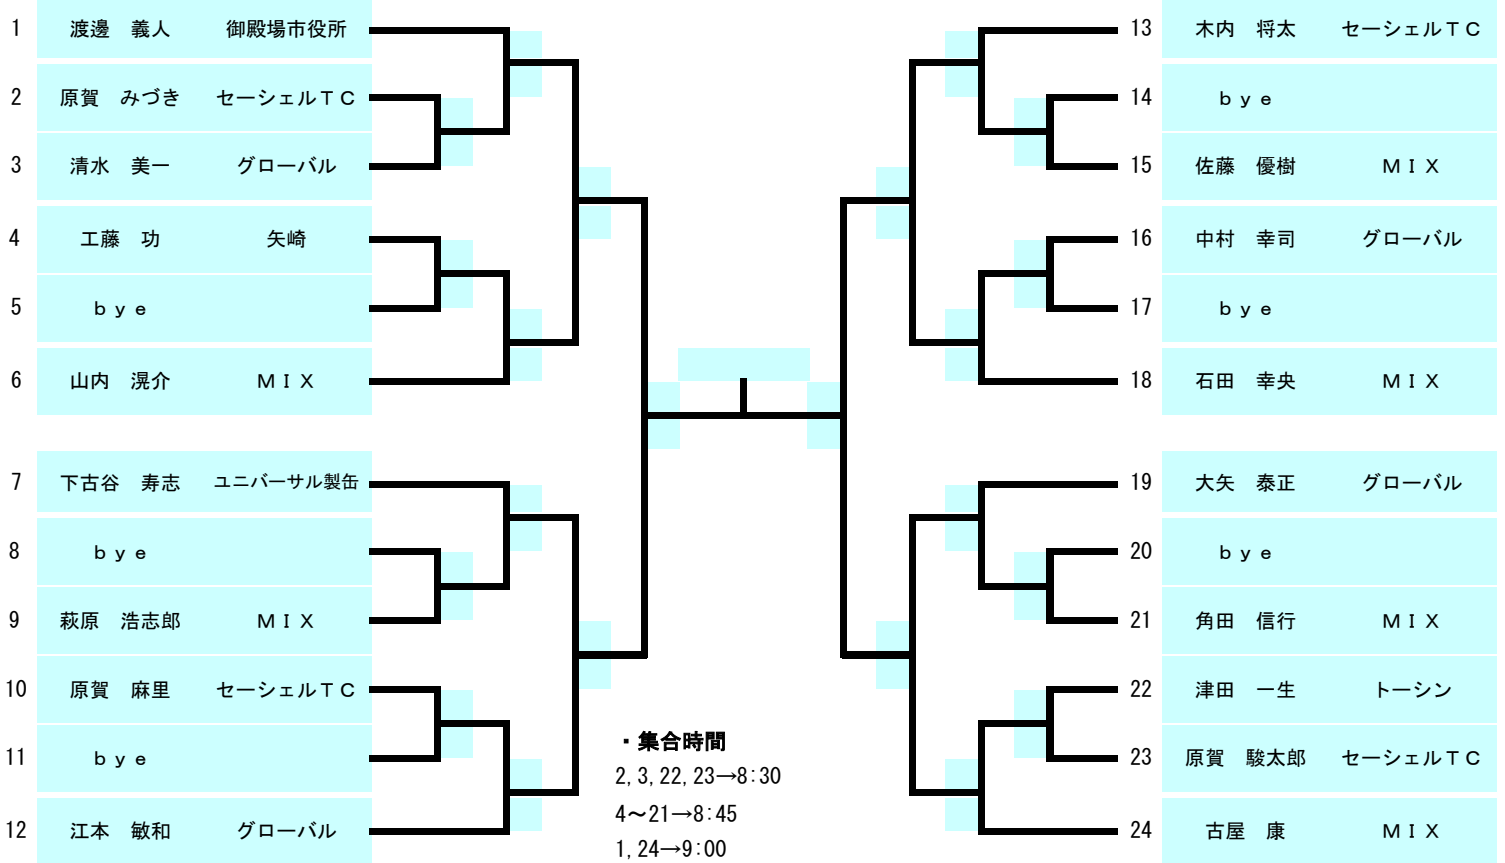 1 渡邊　義人 御殿場市役所
2 原賀　みづき セーシェルＴＣ
3 清水　美一 グローバル
4 工藤　功 矢崎
5 ｂｙｅ
6 山内　滉介 ＭＩＸ
7 下古谷　寿志 ユニバーサル製缶
8 ｂｙｅ
9 萩原　浩志郎 ＭＩＸ
10 原賀　麻里 セーシェルＴＣ
11 ｂｙｅ
12 江本　敏和 グローバル
・集合時間
2,3,22,23→8:30
4～21→8:45
1,24→9:00
13 木内　将太 セーシェルＴＣ
14 ｂｙｅ
15 佐藤　優樹 ＭＩＸ
16 中村　幸司 グローバル
17 ｂｙｅ
18 石田　幸央 ＭＩＸ
19 大矢　泰正 グローバル
20 ｂｙｅ
21 角田　信行 ＭＩＸ
22 津田　一生 トーシン
23 原賀　駿太郎 セーシェルＴＣ
24 古屋　康 ＭＩＸ